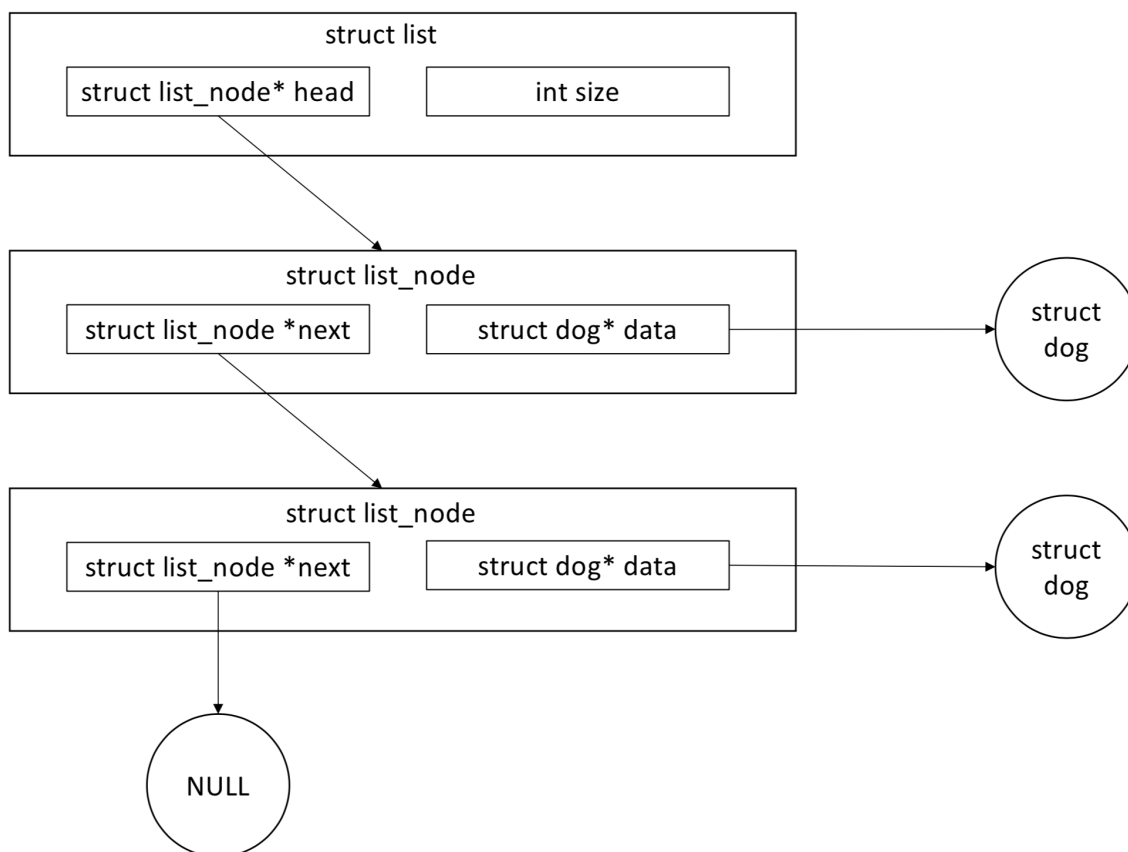 struct list
struct list_node* head
int size
struct list_node
struct list_node *next
struct dog* data
struct
dog
struct list_node
struct list_node *next
struct dog* data
struct
dog
NULL